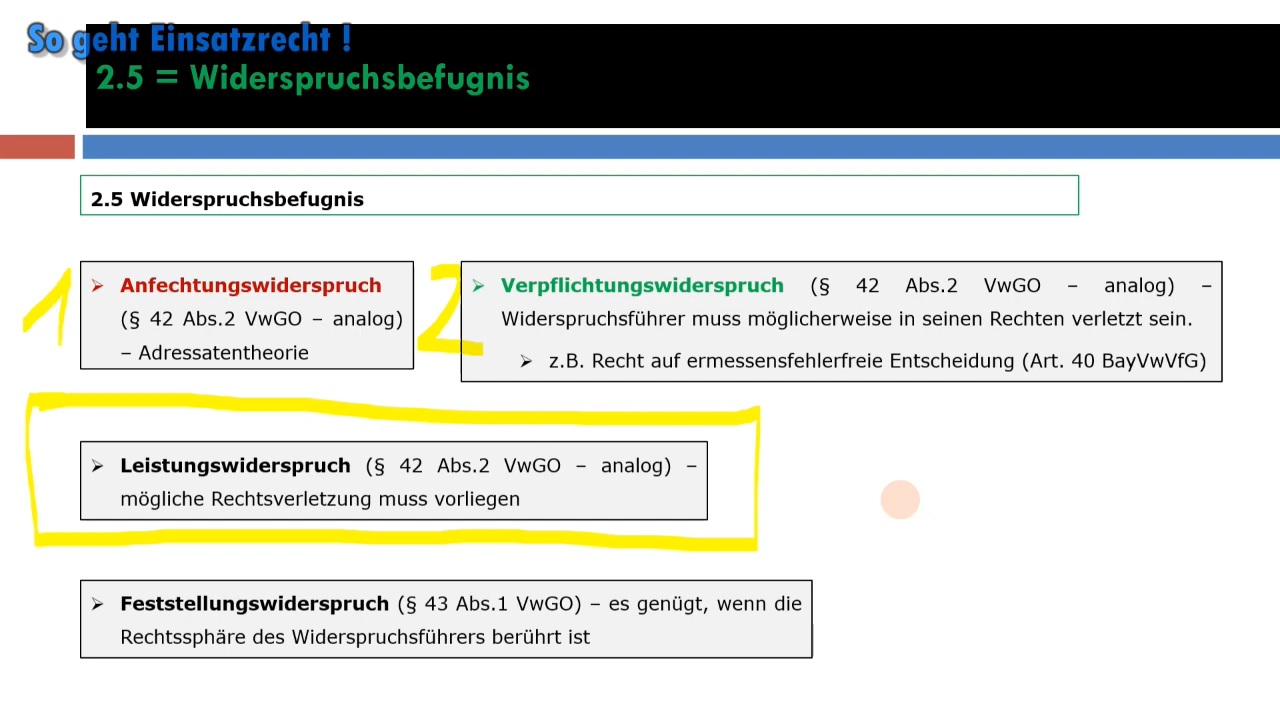 So geht Einsatzrecht !
2.5 = Widerspruchsbefugnis
2.5 Widerspruchsbefugnis
1
➢ Anfechtungswiderspruch
(§ 42 Abs.2 VwGO – analog)
– Adressatentheorie
2
➢ Verpflichtungswiderspruch (§ 42 Abs.2 VwGO – analog) –
Widerspruchsführer muss möglicherweise in seinen Rechten verletzt sein.
➢ z.B. Recht auf ermessensfehlerfreie Entscheidung (Art. 40 BayVwVfG)
➢ Leistungswiderspruch (§ 42 Abs.2 VwGO – analog) –
mögliche Rechtsverletzung muss vorliegen
➢ Feststellungswiderspruch (§ 43 Abs.1 VwGO) – es genügt, wenn die
Rechtssphäre des Widerspruchsführers berührt ist